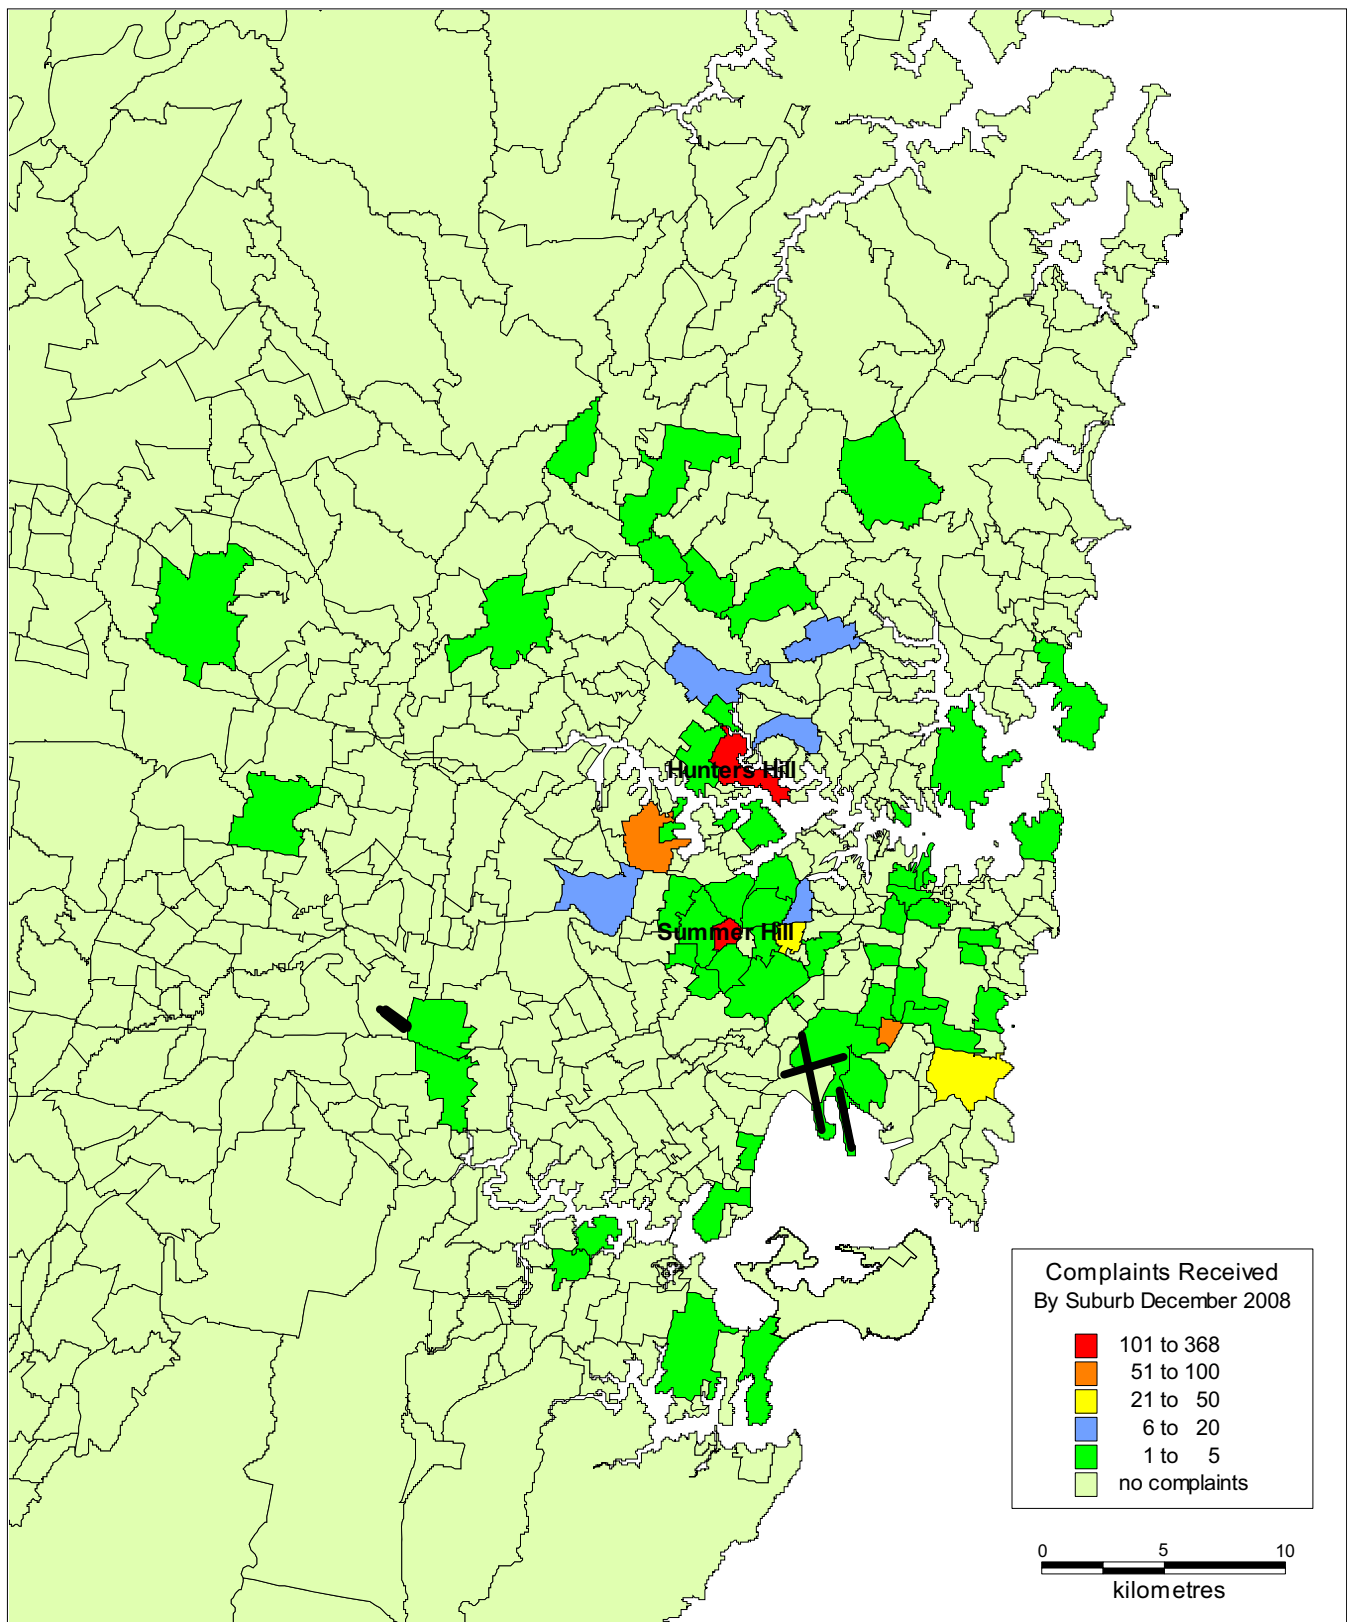 Hunters Hill
Summer Hill
Complaints Received
By Suburb December 2008
101 to 368
51 to 100
21 to 50
6 to 20
1 to 5
no complaints
0 5 10
kilometres